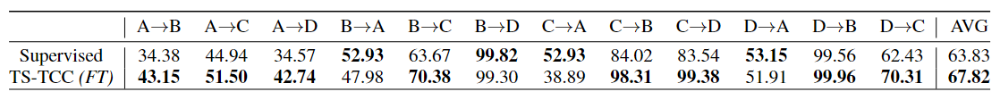 A→B A→C A→D B→A B→C B→D C→A C→B C→D D→A D→B D→C AVG
Supervised 34.38 44.94 34.57 52.93 63.67 99.82 52.93 84.02 83.54 53.15 99.56 62.43 63.83
TS-TCC (FT) 43.15 51.50 42.74 47.98 70.38 99.30 38.89 98.31 99.38 51.91 99.96 70.31 67.82